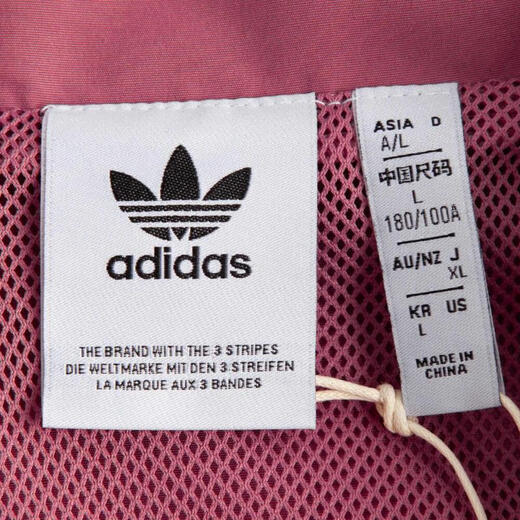 adidas
THE BRAND WITH THE 3 STRIPES
DIE WELTMARKE MIT DEN 3 STREIFEN
LA MARQUE AUX 3 BANDES
ASIA D
A/L
中国尺码
L
180/100A
AU/NZ J
XL
KR US
L
MADE IN
CHINA